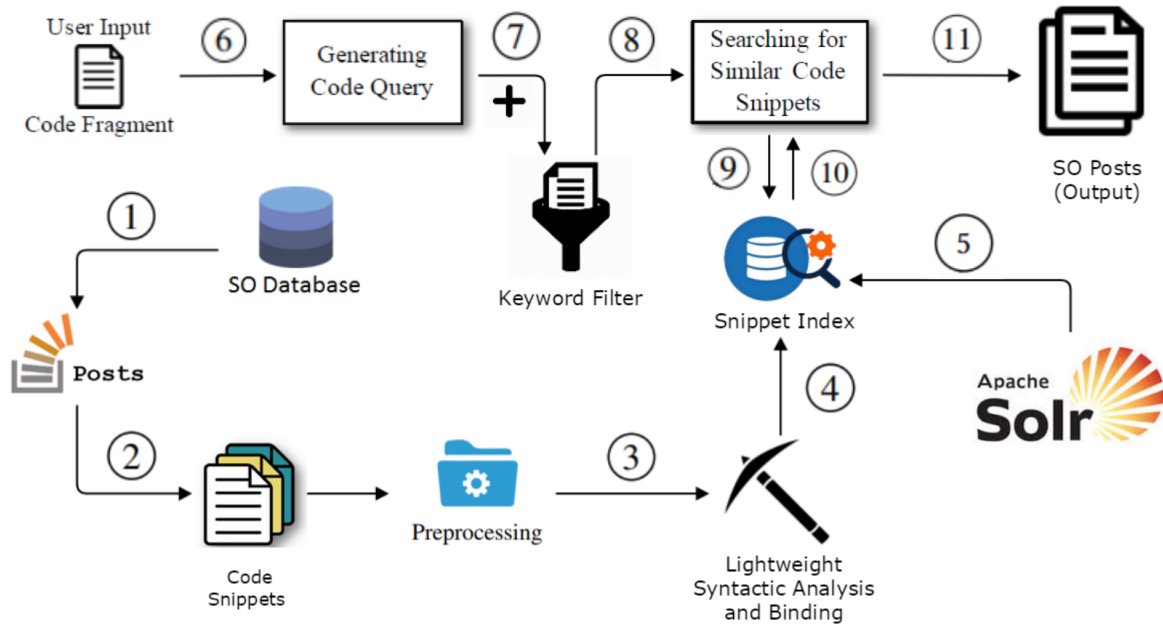 User Input
Code Fragment
6
Generating
Code Query
7
8
Searching for
Similar Code
Snippets
11
SO Posts
(Output)
9
10
Keyword Filter
1
SO Database
Snippet Index
5
Posts
4
Apache
Solr
2
Code
Snippets
Preprocessing
3
Lightweight
Syntactic Analysis
and Binding